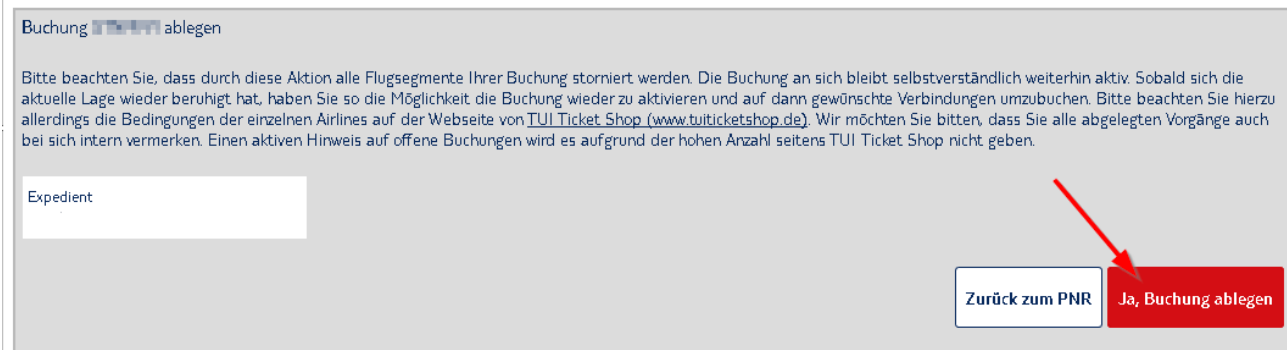 Buchung ablegen
Bitte beachten Sie, dass durch diese Aktion alle Flugsegmente Ihrer Buchung storniert werden. Die Buchung an sich bleibt selbstverständlich weiterhin aktiv. Sobald sich die
aktuelle Lage wieder beruhigt hat, haben Sie so die Möglichkeit die Buchung wieder zu aktivieren und auf dann gewünschte Verbindungen umzubuchen. Bitte beachten Sie hierzu
allerdings die Bedingungen der einzelnen Airlines auf der Webseite von TUI Ticket Shop (www.tuiticketshop.de). Wir möchten Sie bitten, dass Sie alle abgelegten Vorgänge auch
bei sich intern vermerken. Einen aktiven Hinweis auf offene Buchungen wird es aufgrund der hohen Anzahl seitens TUI Ticket Shop nicht geben.
Expedient
Zurück zum PNR
Ja, Buchung ablegen